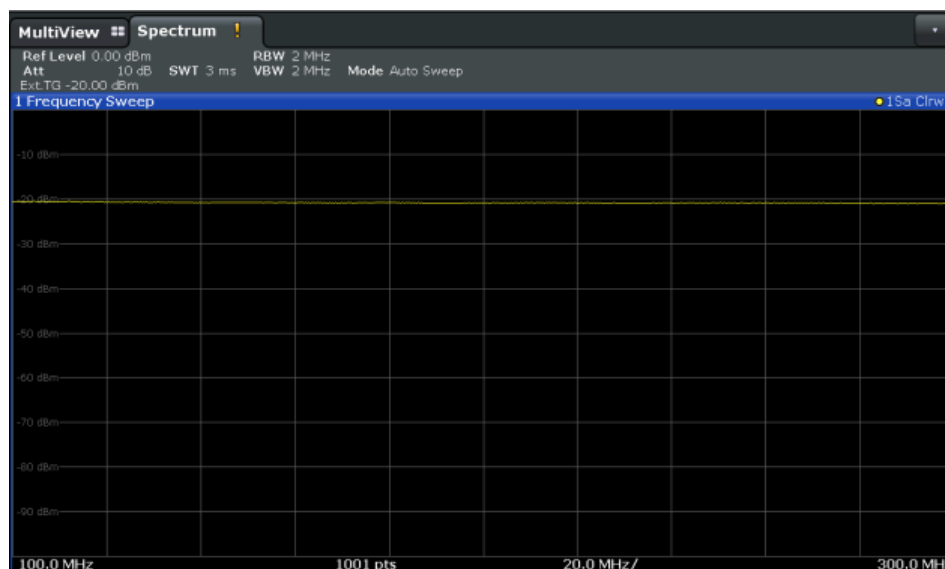 MultiView Spectrum !
Ref Level 0.00 dBm RBW 2 MHz
Att 10 dB SWT 3 ms VBW 2 MHz Mode Auto Sweep
Ext.TG -20.00 dBm
1 Frequency Sweep 1Sa Clrw
-10 dBm
-20 dBm
-30 dBm
-40 dBm
-50 dBm
-60 dBm
-70 dBm
-80 dBm
-90 dBm
100.0 MHz 1001 pts 20.0 MHz/ 300.0 MH